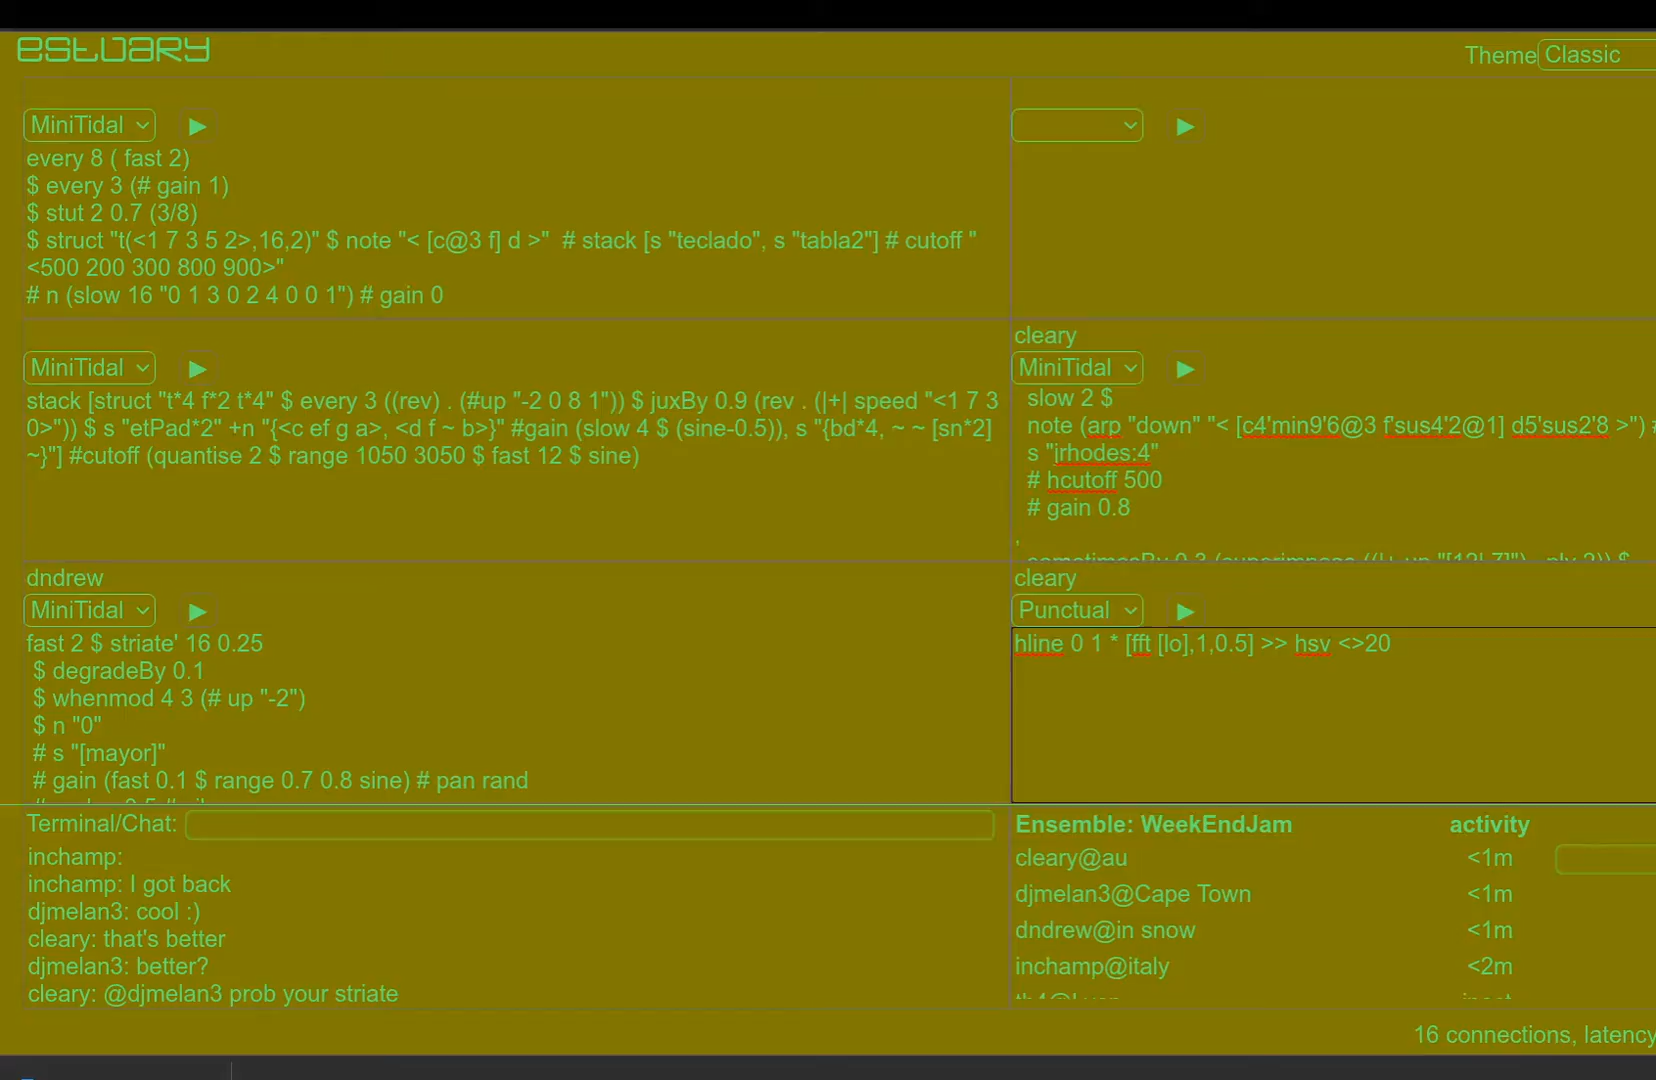 estuary
Theme Classic
MiniTidal
every 8 ( fast 2)
$ every 3 (# gain 1)
$ stut 2 0.7 (3/8)
$ struct "t(<1 7 3 5 2>,16,2)" $ note "< [c@3 f] d >"  # stack [s "teclado", s "tabla2"] # cutoff "
<500 200 300 800 900>"
# n (slow 16 "0 1 3 0 2 4 0 0 1") # gain 0
MiniTidal
stack [struct "t*4 f*2 t*4" $ every 3 ((rev) . (#up "-2 0 8 1")) $ juxBy 0.9 (rev . (|+| speed "<1 7 3
0>")) $ s "etPad*2" +n "{<c ef g a>, <d f ~ b>}" #gain (slow 4 $ (sine-0.5)), s "{bd*4, ~ ~ [sn*2]
~}"] #cutoff (quantise 2 $ range 1050 3050 $ fast 12 $ sine)
cleary
MiniTidal
slow 2 $
note (arp "down" "< [c4'min9'6@3 f'sus4'2@1] d5'sus2'8 >") #
s "jrhodes:4"
# hcutoff 500
# gain 0.8
,
sometimesBy 0.3 (superimpose ((|+ up "[12|-7]") . ply 2)) $
dndrew
MiniTidal
fast 2 $ striate' 16 0.25
$ degradeBy 0.1
$ whenmod 4 3 (# up "-2")
$ n "0"
# s "[mayor]"
# gain (fast 0.1 $ range 0.7 0.8 sine) # pan rand
cleary
Punctual
hline 0 1 * [fft [lo],1,0.5] >> hsv <>20
Terminal/Chat:
inchamp:
inchamp: I got back
djmelan3: cool :)
cleary: that's better
djmelan3: better?
cleary: @djmelan3 prob your striate
Ensemble: WeekEndJam activity
cleary@au <1m
djmelan3@Cape Town <1m
dndrew@in snow <1m
inchamp@italy <2m
16 connections, latency